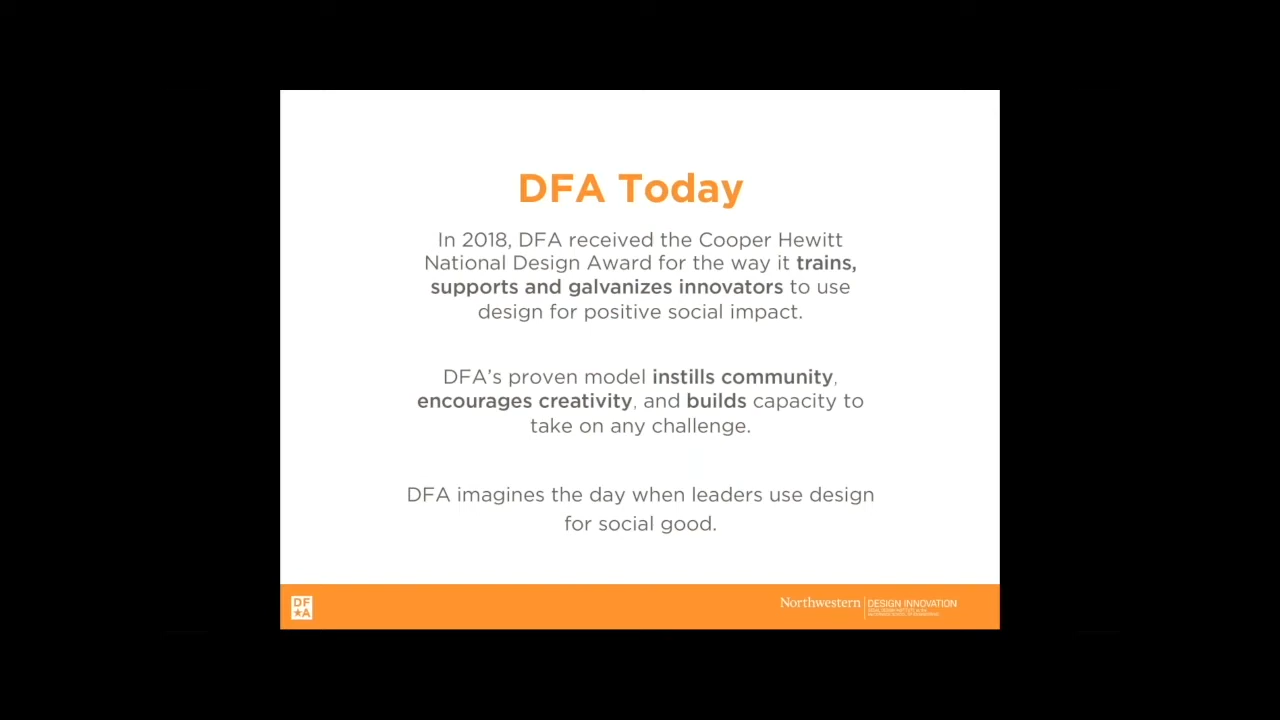 DFA Today
In 2018, DFA received the Cooper Hewitt
National Design Award for the way it trains,
supports and galvanizes innovators to use
design for positive social impact.
DFA’s proven model instills community,
encourages creativity, and builds capacity to
take on any challenge.
DFA imagines the day when leaders use design
for social good.
DF
★A
Northwestern
DESIGN INNOVATION